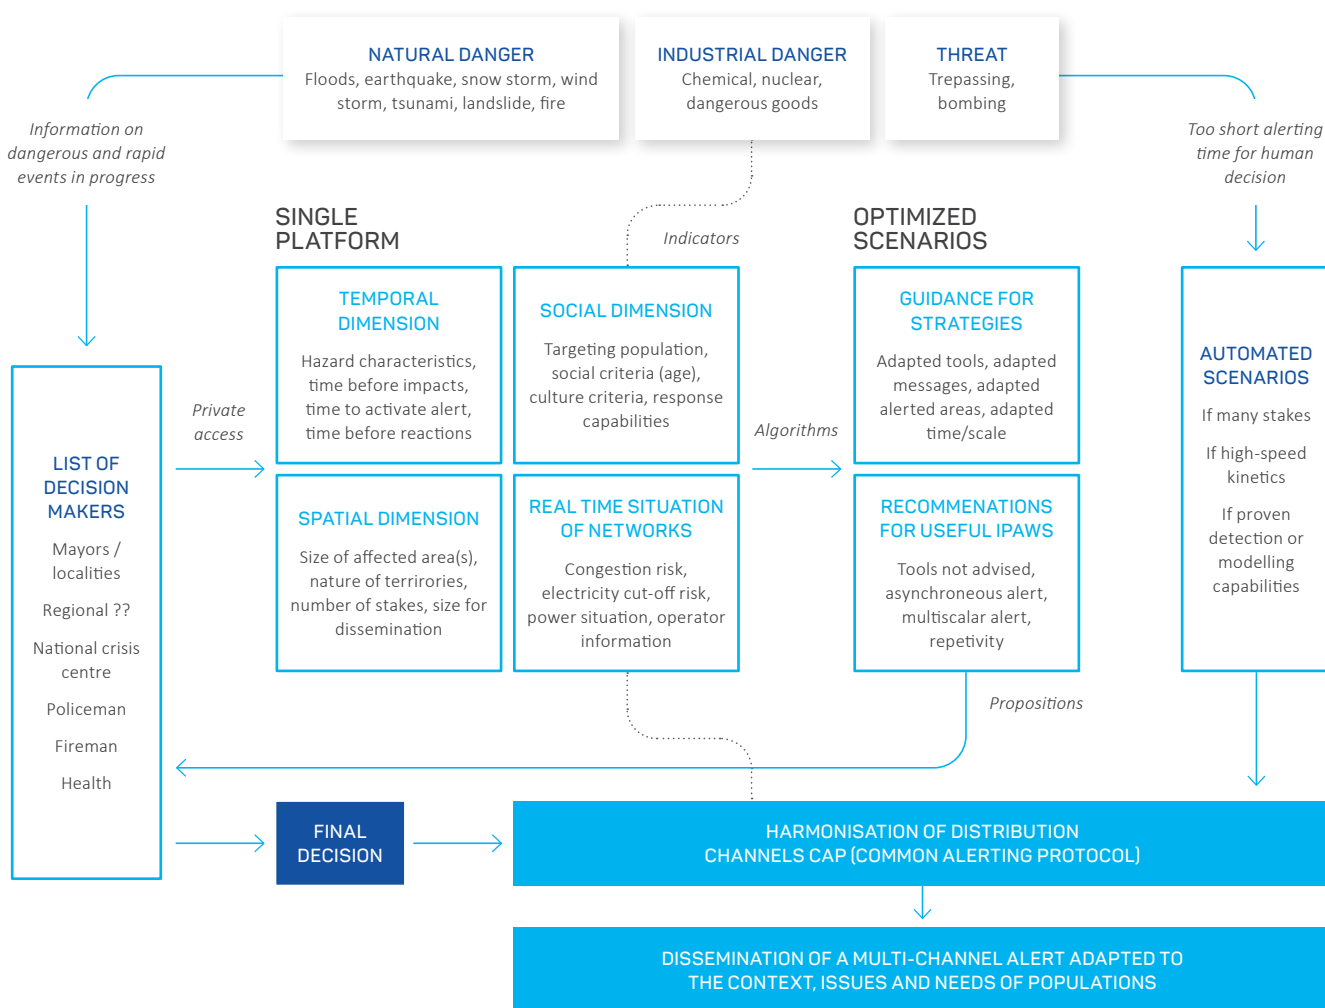 NATURAL DANGER
Floods, earthquake, snow storm, wind
storm, tsunami, landslide, fire
INDUSTRIAL DANGER
Chemical, nuclear,
dangerous goods
THREAT
Trepassing,
bombing
Information on
dangerous and rapid
events in progress
Too short alerting
time for human
decision
SINGLE
PLATFORM
Indicators
OPTIMIZED
SCENARIOS
TEMPORAL
DIMENSION
Hazard characteristics,
time before impacts,
time to activate alert,
time before reactions
SOCIAL DIMENSION
Targeting population,
social criteria (age),
culture criteria, response
capabilities
GUIDANCE FOR
STRATEGIES
Adapted tools, adapted
messages, adapted
alerted areas, adapted
time/scale
AUTOMATED
SCENARIOS
If many stakes
If high-speed
kinetics
If proven
detection or
modelling
capabilities
Private
access
Algorithms
LIST OF
DECISION
MAKERS
Mayors /
localities
Regional ??
National crisis
centre
Policeman
Fireman
Health
SPATIAL DIMENSION
Size of affected area(s),
nature of terrirories,
number of stakes, size for
dissemination
REAL TIME SITUATION
OF NETWORKS
Congestion risk,
electricity cut-off risk,
power situation, operator
information
RECOMMENATIONS
FOR USEFUL IPAWS
Tools not advised,
asynchroneous alert,
multiscalar alert,
repetivity
Propositions
FINAL
DECISION
HARMONISATION OF DISTRIBUTION
CHANNELS CAP (COMMON ALERTING PROTOCOL)
DISSEMINATION OF A MULTI-CHANNEL ALERT ADAPTED TO
THE CONTEXT, ISSUES AND NEEDS OF POPULATIONS